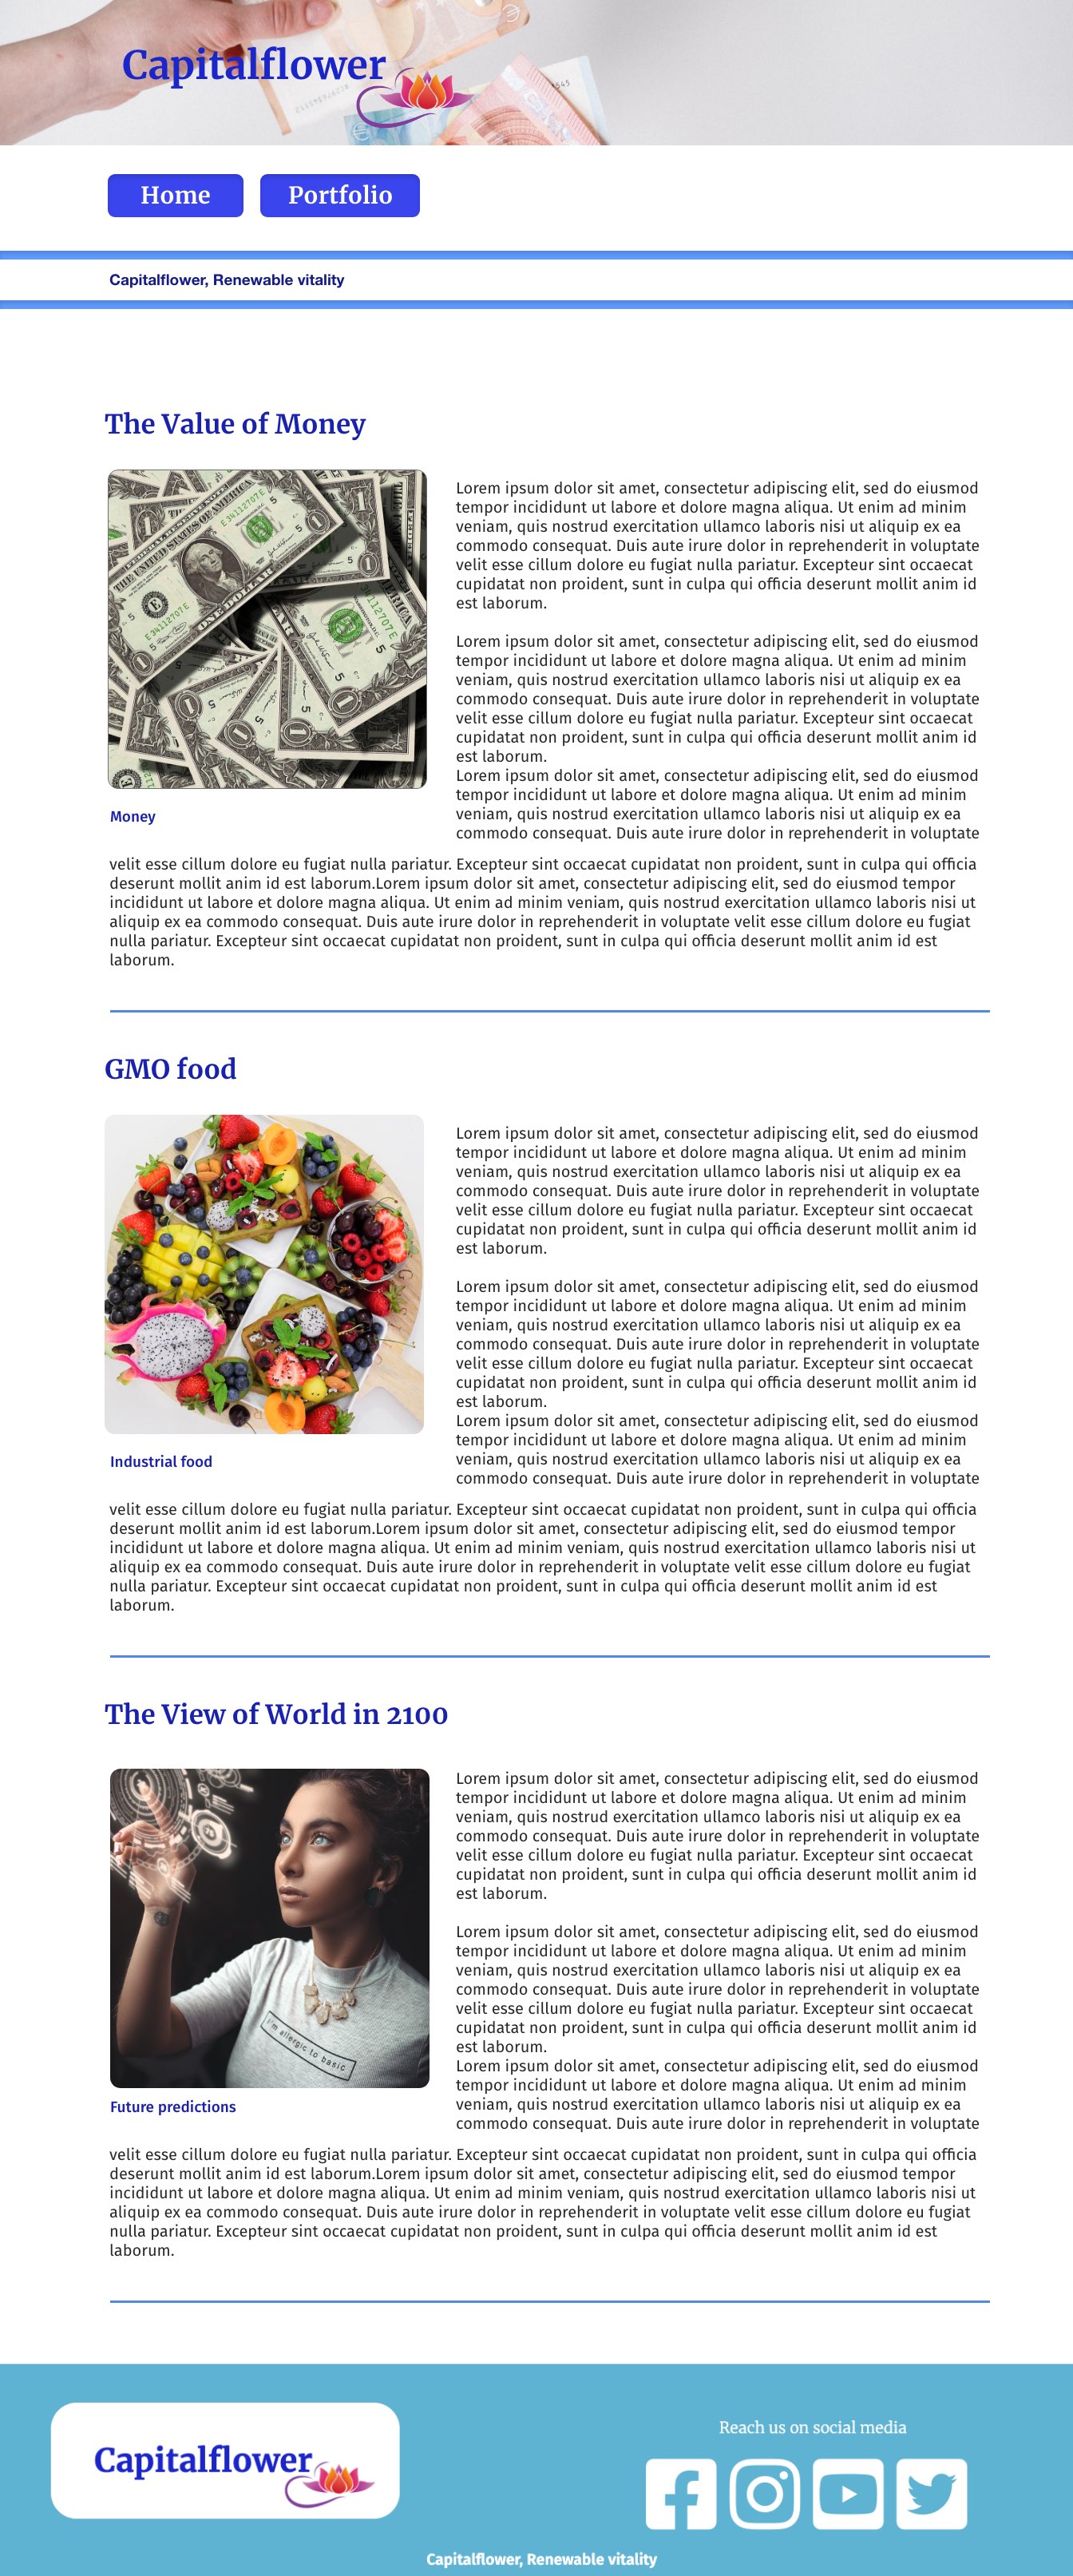 Capitalflower
Home
Portfolio
Capitalflower, Renewable vitality
The Value of Money
THE UNITED STATES OF AMERICA
E34112707E
E34112707E
ONE DOLLAR
Lorem ipsum dolor sit amet, consectetur adipiscing elit, sed do eiusmod
tempor incididunt ut labore et dolore magna aliqua. Ut enim ad minim
veniam, quis nostrud exercitation ullamco laboris nisi ut aliquip ex ea
commodo consequat. Duis aute irure dolor in reprehenderit in voluptate
velit esse cillum dolore eu fugiat nulla pariatur. Excepteur sint occaecat
cupidatat non proident, sunt in culpa qui officia deserunt mollit anim id
est laborum.
Lorem ipsum dolor sit amet, consectetur adipiscing elit, sed do eiusmod
tempor incididunt ut labore et dolore magna aliqua. Ut enim ad minim
veniam, quis nostrud exercitation ullamco laboris nisi ut aliquip ex ea
commodo consequat. Duis aute irure dolor in reprehenderit in voluptate
velit esse cillum dolore eu fugiat nulla pariatur. Excepteur sint occaecat
cupidatat non proident, sunt in culpa qui officia deserunt mollit anim id
est laborum.
Lorem ipsum dolor sit amet, consectetur adipiscing elit, sed do eiusmod
tempor incididunt ut labore et dolore magna aliqua. Ut enim ad minim
veniam, quis nostrud exercitation ullamco laboris nisi ut aliquip ex ea
commodo consequat. Duis aute irure dolor in reprehenderit in voluptate
Money
velit esse cillum dolore eu fugiat nulla pariatur. Excepteur sint occaecat cupidatat non proident, sunt in culpa qui officia
deserunt mollit anim id est laborum.Lorem ipsum dolor sit amet, consectetur adipiscing elit, sed do eiusmod tempor
incididunt ut labore et dolore magna aliqua. Ut enim ad minim veniam, quis nostrud exercitation ullamco laboris nisi ut
aliquip ex ea commodo consequat. Duis aute irure dolor in reprehenderit in voluptate velit esse cillum dolore eu fugiat
nulla pariatur. Excepteur sint occaecat cupidatat non proident, sunt in culpa qui officia deserunt mollit anim id est
laborum.
GMO food
Lorem ipsum dolor sit amet, consectetur adipiscing elit, sed do eiusmod
tempor incididunt ut labore et dolore magna aliqua. Ut enim ad minim
veniam, quis nostrud exercitation ullamco laboris nisi ut aliquip ex ea
commodo consequat. Duis aute irure dolor in reprehenderit in voluptate
velit esse cillum dolore eu fugiat nulla pariatur. Excepteur sint occaecat
cupidatat non proident, sunt in culpa qui officia deserunt mollit anim id
est laborum.
Lorem ipsum dolor sit amet, consectetur adipiscing elit, sed do eiusmod
tempor incididunt ut labore et dolore magna aliqua. Ut enim ad minim
veniam, quis nostrud exercitation ullamco laboris nisi ut aliquip ex ea
commodo consequat. Duis aute irure dolor in reprehenderit in voluptate
velit esse cillum dolore eu fugiat nulla pariatur. Excepteur sint occaecat
cupidatat non proident, sunt in culpa qui officia deserunt mollit anim id
est laborum.
Lorem ipsum dolor sit amet, consectetur adipiscing elit, sed do eiusmod
tempor incididunt ut labore et dolore magna aliqua. Ut enim ad minim
veniam, quis nostrud exercitation ullamco laboris nisi ut aliquip ex ea
commodo consequat. Duis aute irure dolor in reprehenderit in voluptate
Industrial food
velit esse cillum dolore eu fugiat nulla pariatur. Excepteur sint occaecat cupidatat non proident, sunt in culpa qui officia
deserunt mollit anim id est laborum.Lorem ipsum dolor sit amet, consectetur adipiscing elit, sed do eiusmod tempor
incididunt ut labore et dolore magna aliqua. Ut enim ad minim veniam, quis nostrud exercitation ullamco laboris nisi ut
aliquip ex ea commodo consequat. Duis aute irure dolor in reprehenderit in voluptate velit esse cillum dolore eu fugiat
nulla pariatur. Excepteur sint occaecat cupidatat non proident, sunt in culpa qui officia deserunt mollit anim id est
laborum.
The View of World in 2100
Lorem ipsum dolor sit amet, consectetur adipiscing elit, sed do eiusmod
tempor incididunt ut labore et dolore magna aliqua. Ut enim ad minim
veniam, quis nostrud exercitation ullamco laboris nisi ut aliquip ex ea
commodo consequat. Duis aute irure dolor in reprehenderit in voluptate
velit esse cillum dolore eu fugiat nulla pariatur. Excepteur sint occaecat
cupidatat non proident, sunt in culpa qui officia deserunt mollit anim id
est laborum.
Lorem ipsum dolor sit amet, consectetur adipiscing elit, sed do eiusmod
tempor incididunt ut labore et dolore magna aliqua. Ut enim ad minim
veniam, quis nostrud exercitation ullamco laboris nisi ut aliquip ex ea
commodo consequat. Duis aute irure dolor in reprehenderit in voluptate
velit esse cillum dolore eu fugiat nulla pariatur. Excepteur sint occaecat
cupidatat non proident, sunt in culpa qui officia deserunt mollit anim id
est laborum.
Lorem ipsum dolor sit amet, consectetur adipiscing elit, sed do eiusmod
tempor incididunt ut labore et dolore magna aliqua. Ut enim ad minim
veniam, quis nostrud exercitation ullamco laboris nisi ut aliquip ex ea
commodo consequat. Duis aute irure dolor in reprehenderit in voluptate
I'm allergic to basic
Future predictions
velit esse cillum dolore eu fugiat nulla pariatur. Excepteur sint occaecat cupidatat non proident, sunt in culpa qui officia
deserunt mollit anim id est laborum.Lorem ipsum dolor sit amet, consectetur adipiscing elit, sed do eiusmod tempor
incididunt ut labore et dolore magna aliqua. Ut enim ad minim veniam, quis nostrud exercitation ullamco laboris nisi ut
aliquip ex ea commodo consequat. Duis aute irure dolor in reprehenderit in voluptate velit esse cillum dolore eu fugiat
nulla pariatur. Excepteur sint occaecat cupidatat non proident, sunt in culpa qui officia deserunt mollit anim id est
laborum.
Capitalflower
Reach us on social media
Capitalflower, Renewable vitality